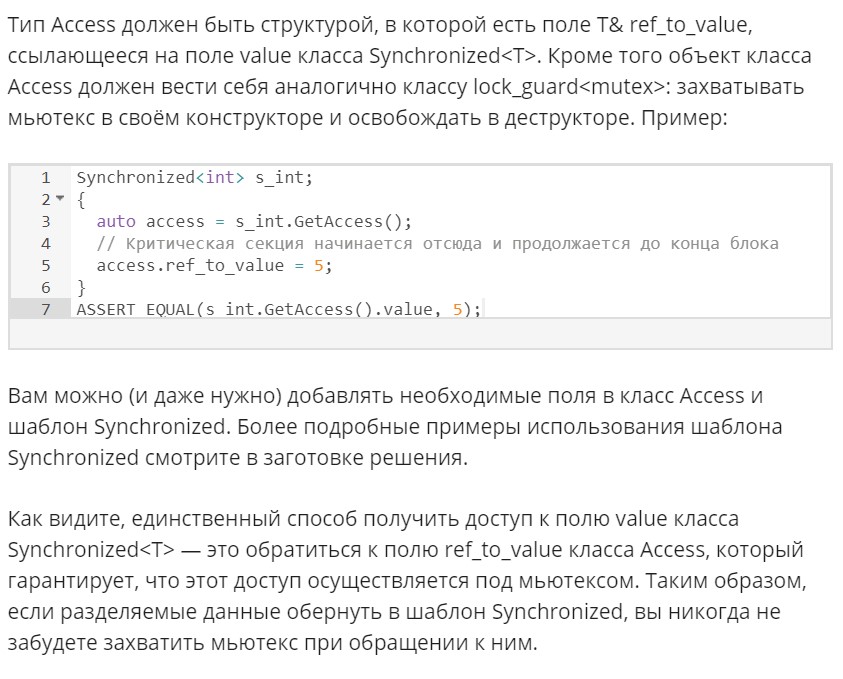 Тип Access должен быть структурой, в которой есть поле T& ref_to_value,
ссылающееся на поле value класса Synchronized<T>. Кроме того объект класса
Access должен вести себя аналогично классу lock_guard<mutex>: захватывать
мьютекс в своём конструкторе и освобождать в деструкторе. Пример:
1 Synchronized<int> s_int;
2 {
3 auto access = s_int.GetAccess();
4 // Критическая секция начинается отсюда и продолжается до конца блока
5 access.ref_to_value = 5;
6 }
7 ASSERT_EQUAL(s_int.GetAccess().value, 5);
Вам можно (и даже нужно) добавлять необходимые поля в класс Access и
шаблон Synchronized. Более подробные примеры использования шаблона
Synchronized смотрите в заготовке решения.
Как видите, единственный способ получить доступ к полю value класса
Synchronized<T> — это обратиться к полю ref_to_value класса Access, который
гарантирует, что этот доступ осуществляется под мьютексом. Таким образом,
если разделяемые данные обернуть в шаблон Synchronized, вы никогда не
забудете захватить мьютекс при обращении к ним.